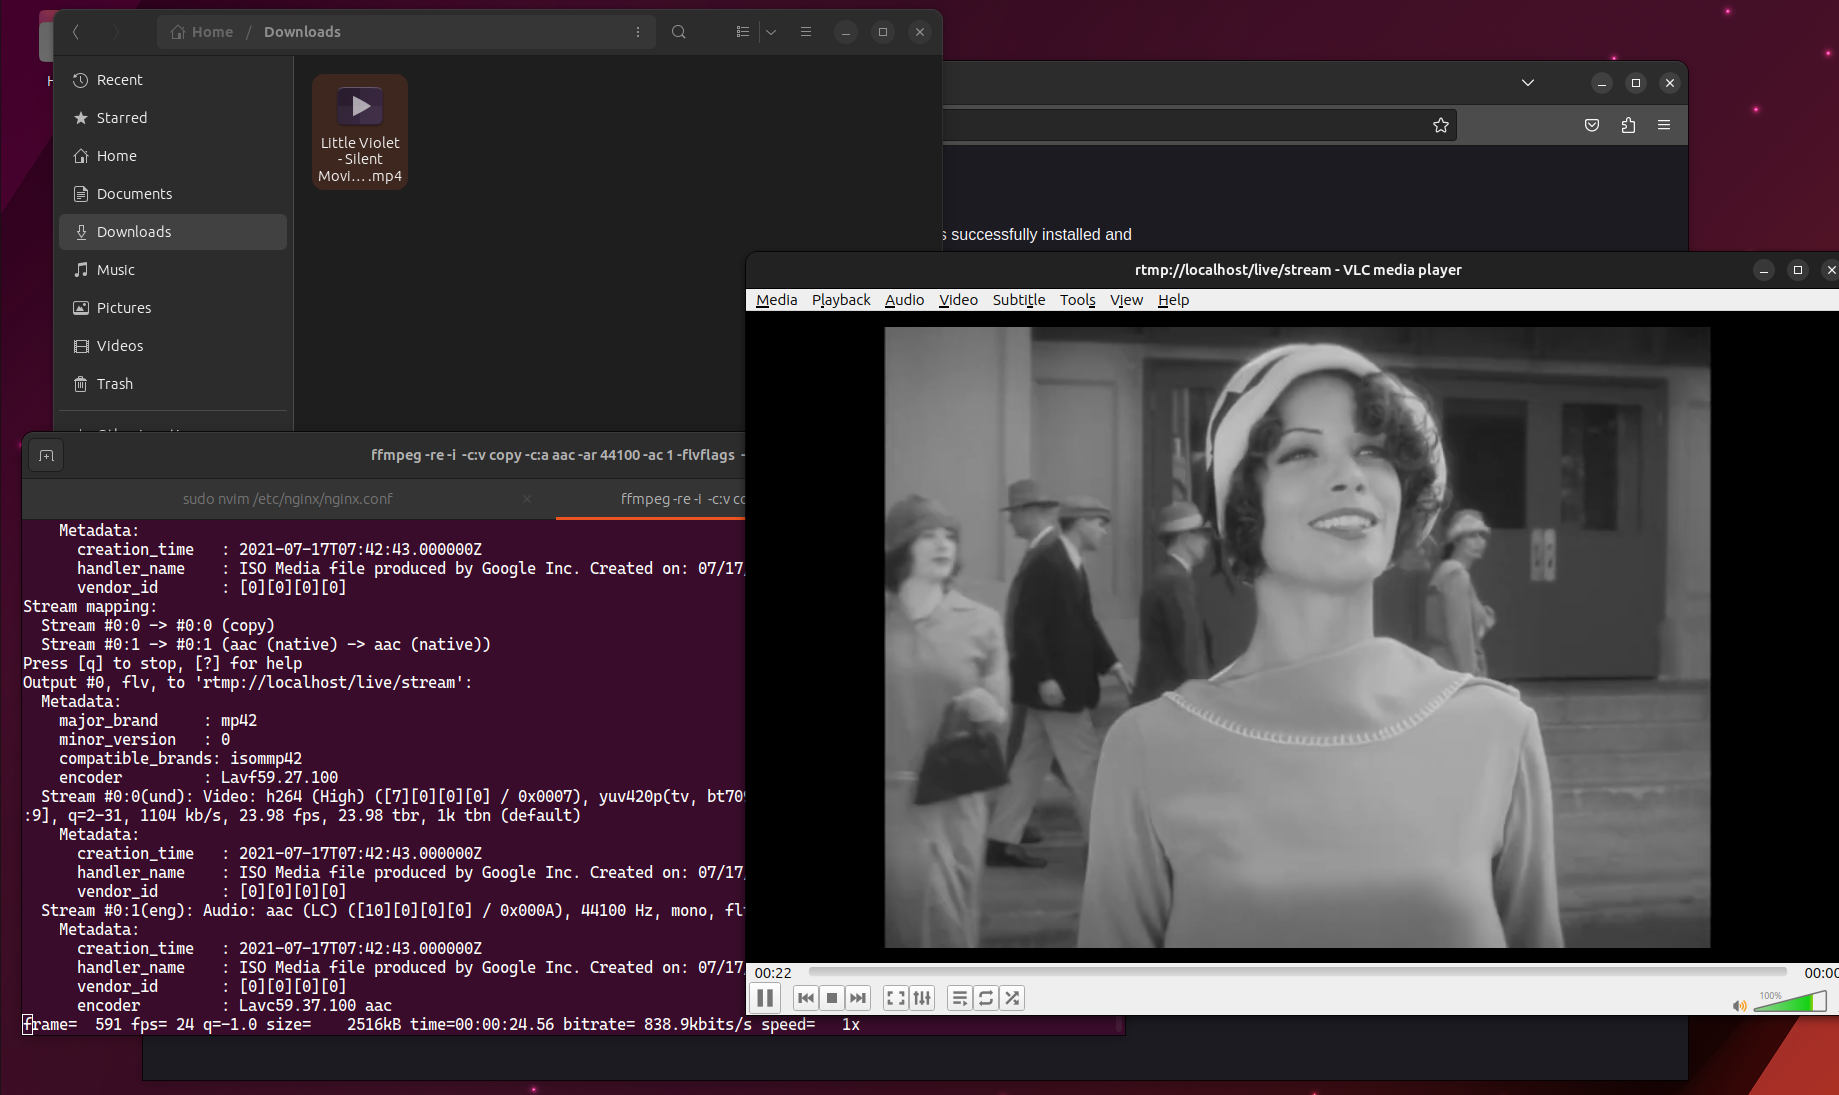 Home / Downloads
Recent
Starred
Home
Documents
Downloads
Music
Pictures
Videos
Trash
Little Violet
- Silent
Movi... .mp4
s successfully installed and
rtmp://localhost/live/stream - VLC media player
Media Playback Audio Video Subtitle Tools View Help
00:22
00:00
100%
ffmpeg -re -i -c:v copy -c:a aac -ar 44100 -ac 1 -flvflags -
sudo nvim /etc/nginx/nginx.conf
ffmpeg -re -i -c:v co
Metadata:
creation_time : 2021-07-17T07:42:43.000000Z
handler_name : ISO Media file produced by Google Inc. Created on: 07/17,
vendor_id : [0][0][0][0]
Stream mapping:
Stream #0:0 -> #0:0 (copy)
Stream #0:1 -> #0:1 (aac (native) -> aac (native))
Press [q] to stop, [?] for help
Output #0, flv, to 'rtmp://localhost/live/stream':
Metadata:
major_brand : mp42
minor_version : 0
compatible_brands: isommp42
encoder : Lavf59.27.100
Stream #0:0(und): Video: h264 (High) ([7][0][0][0] / 0x0007), yuv420p(tv, bt709
:9], q=2-31, 1104 kb/s, 23.98 fps, 23.98 tbr, 1k tbn (default)
Metadata:
creation_time : 2021-07-17T07:42:43.000000Z
handler_name : ISO Media file produced by Google Inc. Created on: 07/17,
vendor_id : [0][0][0][0]
Stream #0:1(eng): Audio: aac (LC) ([10][0][0][0] / 0x000A), 44100 Hz, mono, fl
Metadata:
creation_time : 2021-07-17T07:42:43.000000Z
handler_name : ISO Media file produced by Google Inc. Created on: 07/17,
vendor_id : [0][0][0][0]
encoder : Lavc59.37.100 aac
frame= 591 fps= 24 q=-1.0 size= 2516kB time=00:00:24.56 bitrate= 838.9kbits/s speed= 1x